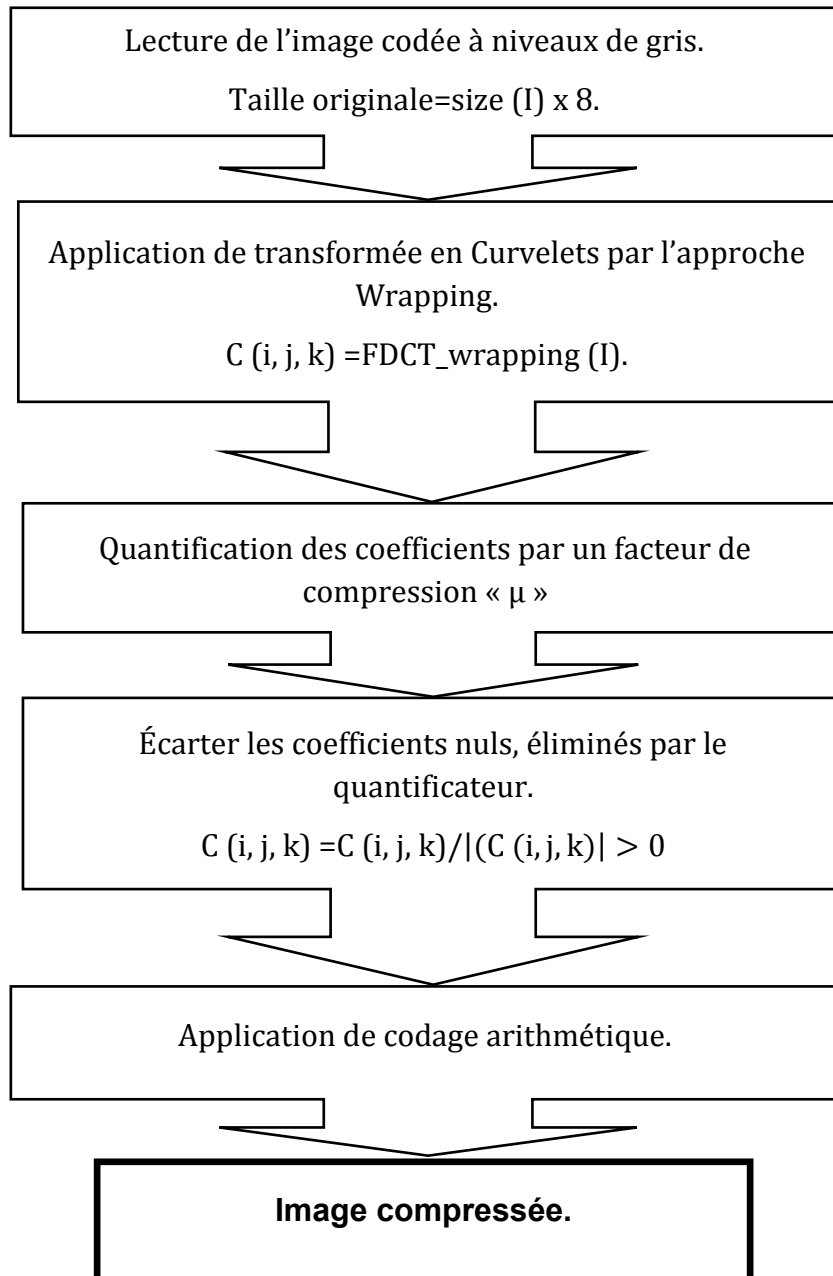 Lecture de l’image codée à niveaux de gris.
Taille originale=size (I) x 8.
Application de transformée en Curvelets par l’approche
Wrapping.
C (i, j, k) =FDCT_wrapping (I).
Quantification des coefficients par un facteur de
compression « µ »
Écarter les coefficients nuls, éliminés par le
quantificateur.
C (i, j, k) =C (i, j, k)/|(C (i, j, k)| > 0
Application de codage arithmétique.
Image compressée.